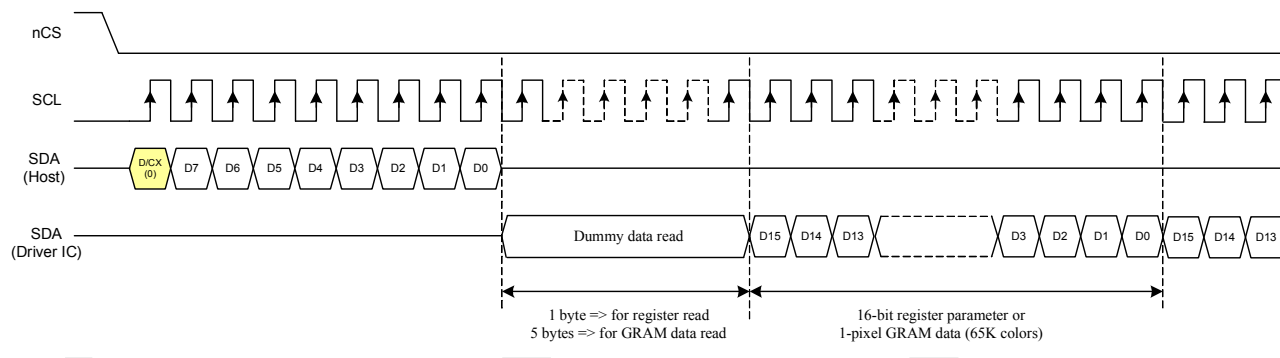 nCS
SCL
SDA
(Host)
D/CX
(0)
D7
D6
D5
D4
D3
D2
D1
D0
SDA
(Driver IC)
Dummy data read
D15
D14
D13
D3
D2
D1
D0
D15
D14
D13
1 byte => for register read
5 bytes => for GRAM data read
16-bit register parameter or
1-pixel GRAM data (65K colors)